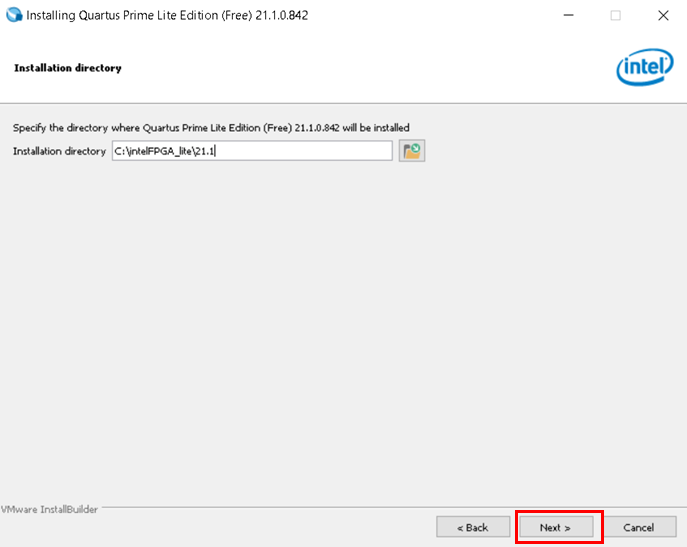 Installing Quartus Prime Lite Edition (Free) 21.1.0.842
Installation directory
intel
Specify the directory where Quartus Prime Lite Edition (Free) 21.1.0.842 will be installed
Installation directory C:\intelFPGA_lite\21.1
VMware InstallBuilder
< Back Next > Cancel